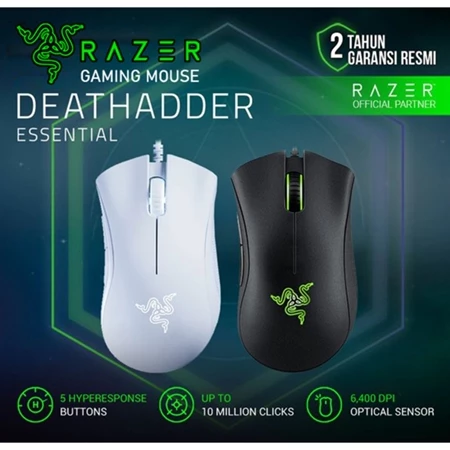 RAZER
GAMING MOUSE
DEATHADDER
ESSENTIAL
2 TAHUN
GARANSI RESMI
RAZER
OFFICIAL PARTNER
5 HYPERESPONSE
BUTTONS
UP TO
10 MILLION CLICKS
6,400 DPI
OPTICAL SENSOR
H